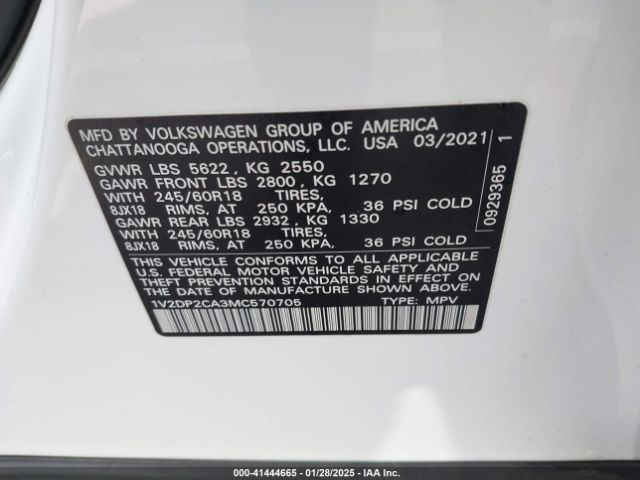 MFD BY VOLKSWAGEN GROUP OF AMERICA
CHATTANOOGA OPERATIONS, LLC. USA 03/2021
GVWR LBS 5622, KG 2550
GAWR FRONT LBS 2800, KG 1270
WITH 245/60R18 TIRES,
8JX18 RIMS, AT 250 KPA, 36 PSI COLD
GAWR REAR LBS 2932, KG 1330
WITH 245/60R18 TIRES,
8JX18 RIMS, AT 250 KPA, 36 PSI COLD
THIS VEHICLE CONFORMS TO ALL APPLICABLE
U.S. FEDERAL MOTOR VEHICLE SAFETY AND
THEFT PREVENTION STANDARDS IN EFFECT ON
THE DATE OF MANUFACTURE SHOWN ABOVE.
1V2DP2CA3MC570705 TYPE: MPV
0929365 1
© - 41444665 - 01/28/2025 - IAA Inc.